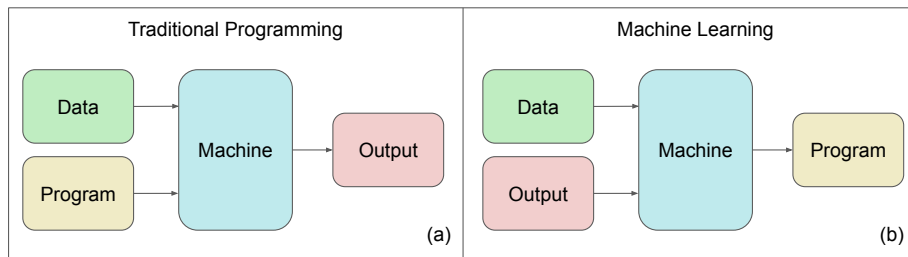 Traditional Programming
Data
Program
Machine
Output
(a)
Machine Learning
Data
Output
Machine
Program
(b)